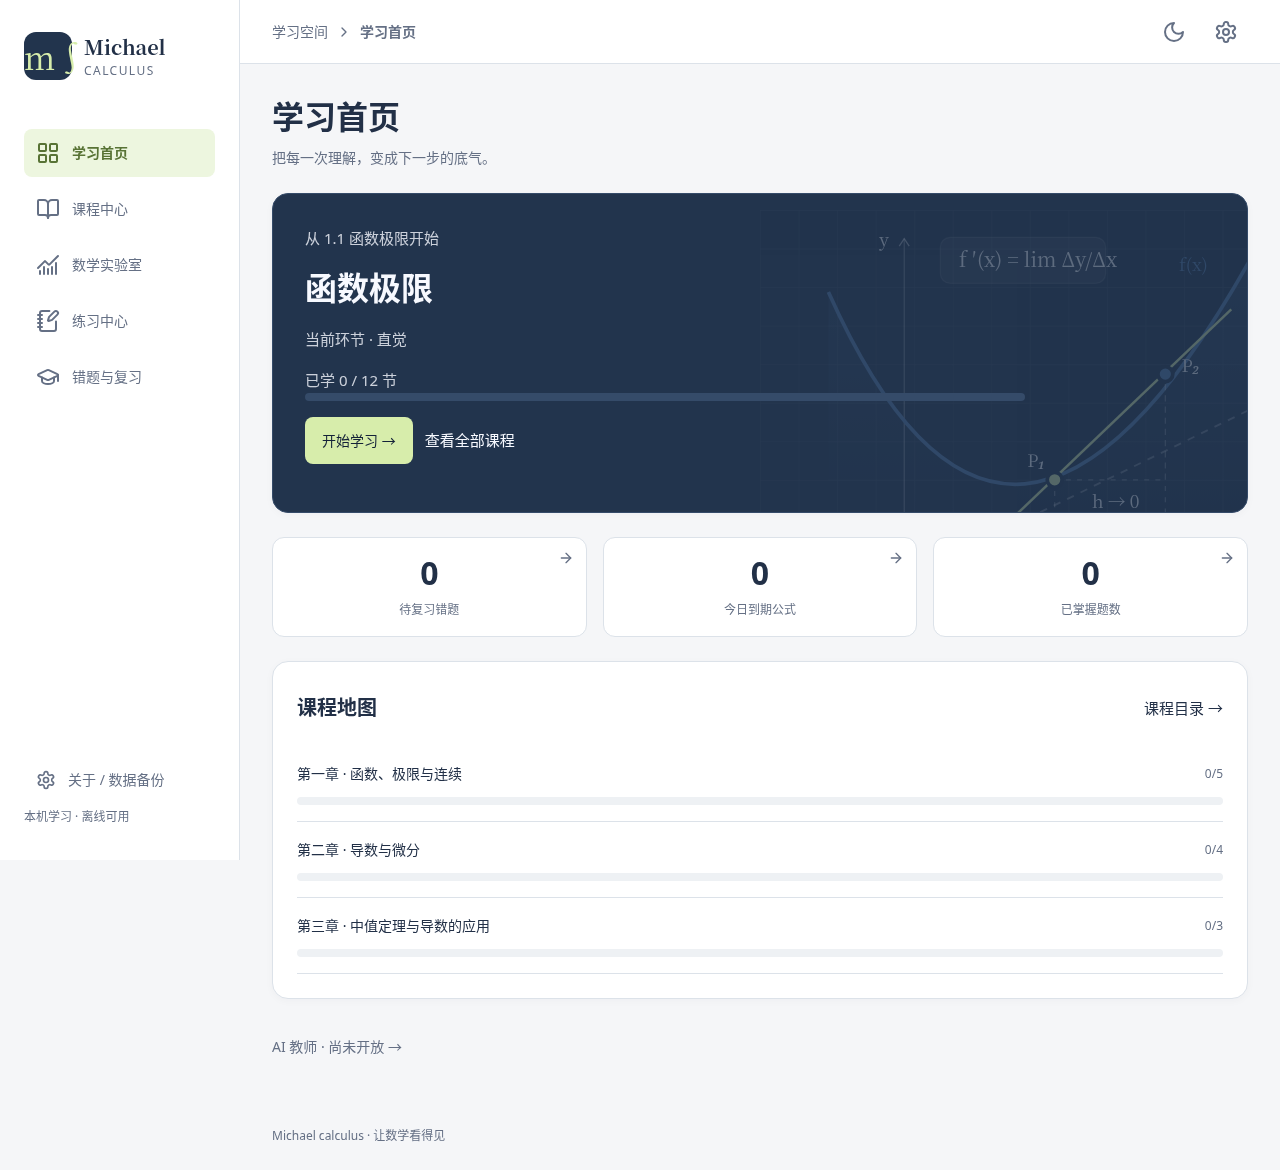 m ∫
Michael
CALCULUS
学习首页
课程中心
数学实验室
练习中心
错题与复习
关于 / 数据备份
本机学习 · 离线可用
学习空间 > 学习首页
学习首页
把每一次理解，变成下一步的底气。
从 1.1 函数极限开始
函数极限
当前环节 · 直觉
已学 0 / 12 节
开始学习 →
查看全部课程
y
f ′(x) = lim Δy/Δx
f(x)
P₂
P₁
h → 0
0
待复习错题
0
今日到期公式
0
已掌握题数
课程地图
课程目录 →
第一章 · 函数、极限与连续
0/5
第二章 · 导数与微分
0/4
第三章 · 中值定理与导数的应用
0/3
AI 教师 · 尚未开放 →
Michael calculus · 让数学看得见